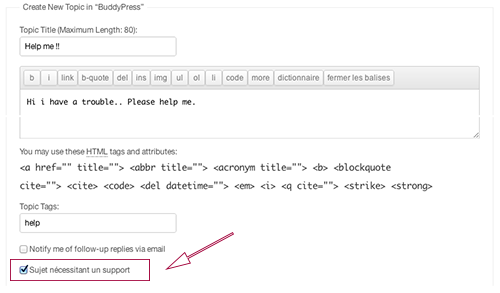 Create New Topic in “BuddyPress”
Topic Title (Maximum Length: 80):
Help me !!
b i link b-quote del ins img ul ol li code more dictionnaire fermer les balises
Hi i have a trouble.. Please help me.
You may use these HTML tags and attributes:
<a href="" title=""> <abbr title=""> <acronym title=""> <b> <blockquote
cite=""> <cite> <code> <del datetime=""> <em> <i> <q cite=""> <strike> <strong>
Topic Tags:
help
Notify me of follow-up replies via email
Sujet nécessitant un support